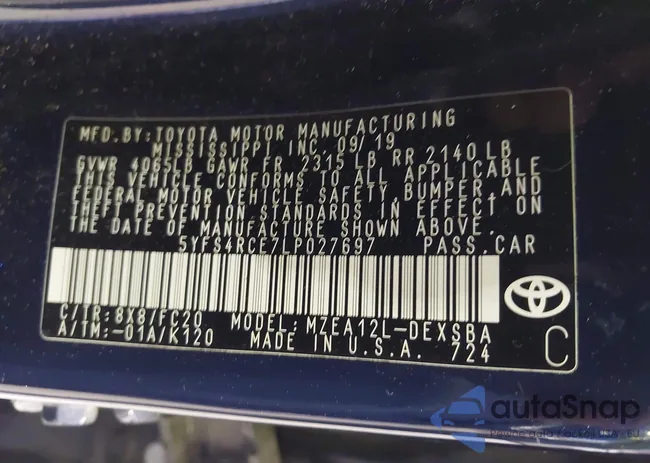 MFD. BY: TOYOTA MOTOR MANUFACTURING
MISSISSIPPI INC. 09/19
GVWR 4065LB GAWR FR 2315 LB RR 2140 LB
THIS VEHICLE CONFORMS TO ALL APPLICABLE
FEDERAL MOTOR VEHICLE SAFETY, BUMPER, AND
THEFT PREVENTION STANDARDS IN EFFECT ON
THE DATE OF MANUFACTURE SHOWN ABOVE.
5YFS4RCE7LP027697 PASS. CAR
C/TR: 8X8/FC20 MODEL: MZEA12L-DEXSBA
A/TM: -01A/K120 MADE IN U.S.A. 724
C
autoSnap